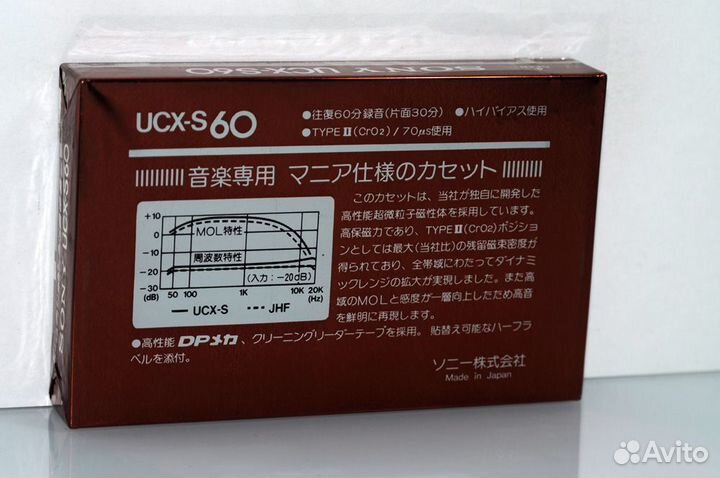 SONY UCX-S60
SONY UCX-S60
UCX-S 60
●往復60分録音(片面30分) ●ハイバイアス使用
●TYPE II (CrO2) / 70μs使用
音楽専用 マニア仕様のカセット
このカセットは、当社が独自に開発した
高性能超微粒子磁性体を採用しています。
高保磁力であり、TYPE II (CrO2)ポジショ
ンとしては最大(当社比)の残留磁束密度が
得られており、全帯域にわたってダイナミ
ックレンジの拡大が実現しました。また高
域のMOLと感度が一層向上したため高音
を鮮明に再現します。
+10
0
-10
-20
-30
(dB)
MOL特性
周波数特性
(入力:-20dB)
50 100 1K 10K 20K
(Hz)
UCX-S JHF
●高性能 DPメカ、クリーニングリーダーテープを採用。貼替え可能なハーフラ
ベルを添付。
ソニー株式会社
Made in Japan
Avito